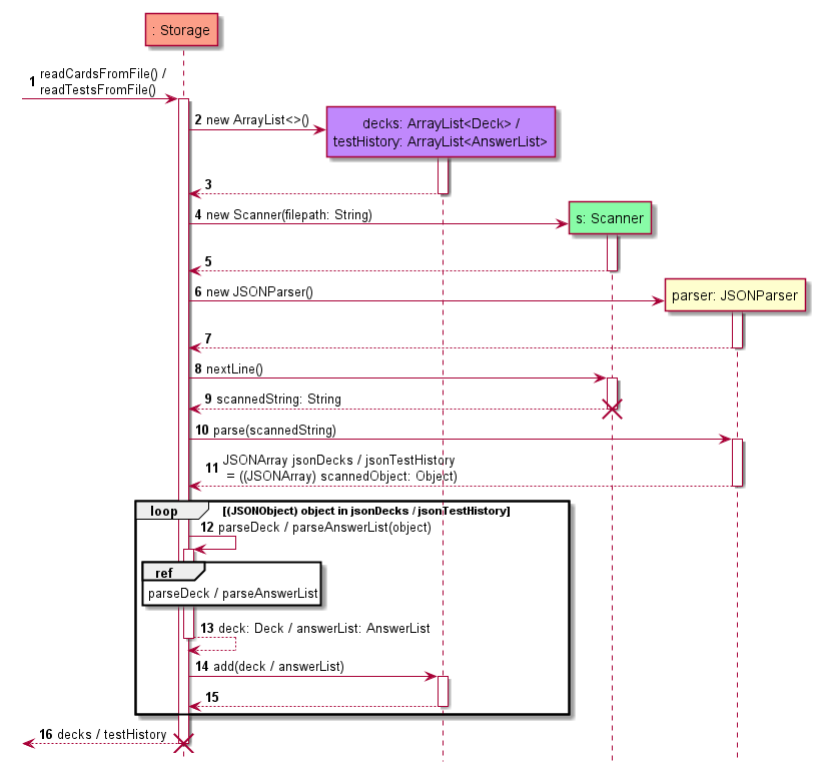 : Storage
1 readCardsFromFile() /
readTestsFromFile()
2 new ArrayList<>()
decks: ArrayList<Deck> /
testHistory: ArrayList<AnswerList>
3
4 new Scanner(filepath: String)
s: Scanner
5
6 new JSONParser()
parser: JSONParser
7
8 nextLine()
9 scannedString: String
10 parse(scannedString)
11 JSONArray jsonDecks / jsonTestHistory
= ((JSONArray) scannedObject: Object)
loop [(JSONObject) object in jsonDecks / jsonTestHistory]
12 parseDeck / parseAnswerList(object)
ref
parseDeck / parseAnswerList
13 deck: Deck / answerList: AnswerList
14 add(deck / answerList)
15
16 decks / testHistory